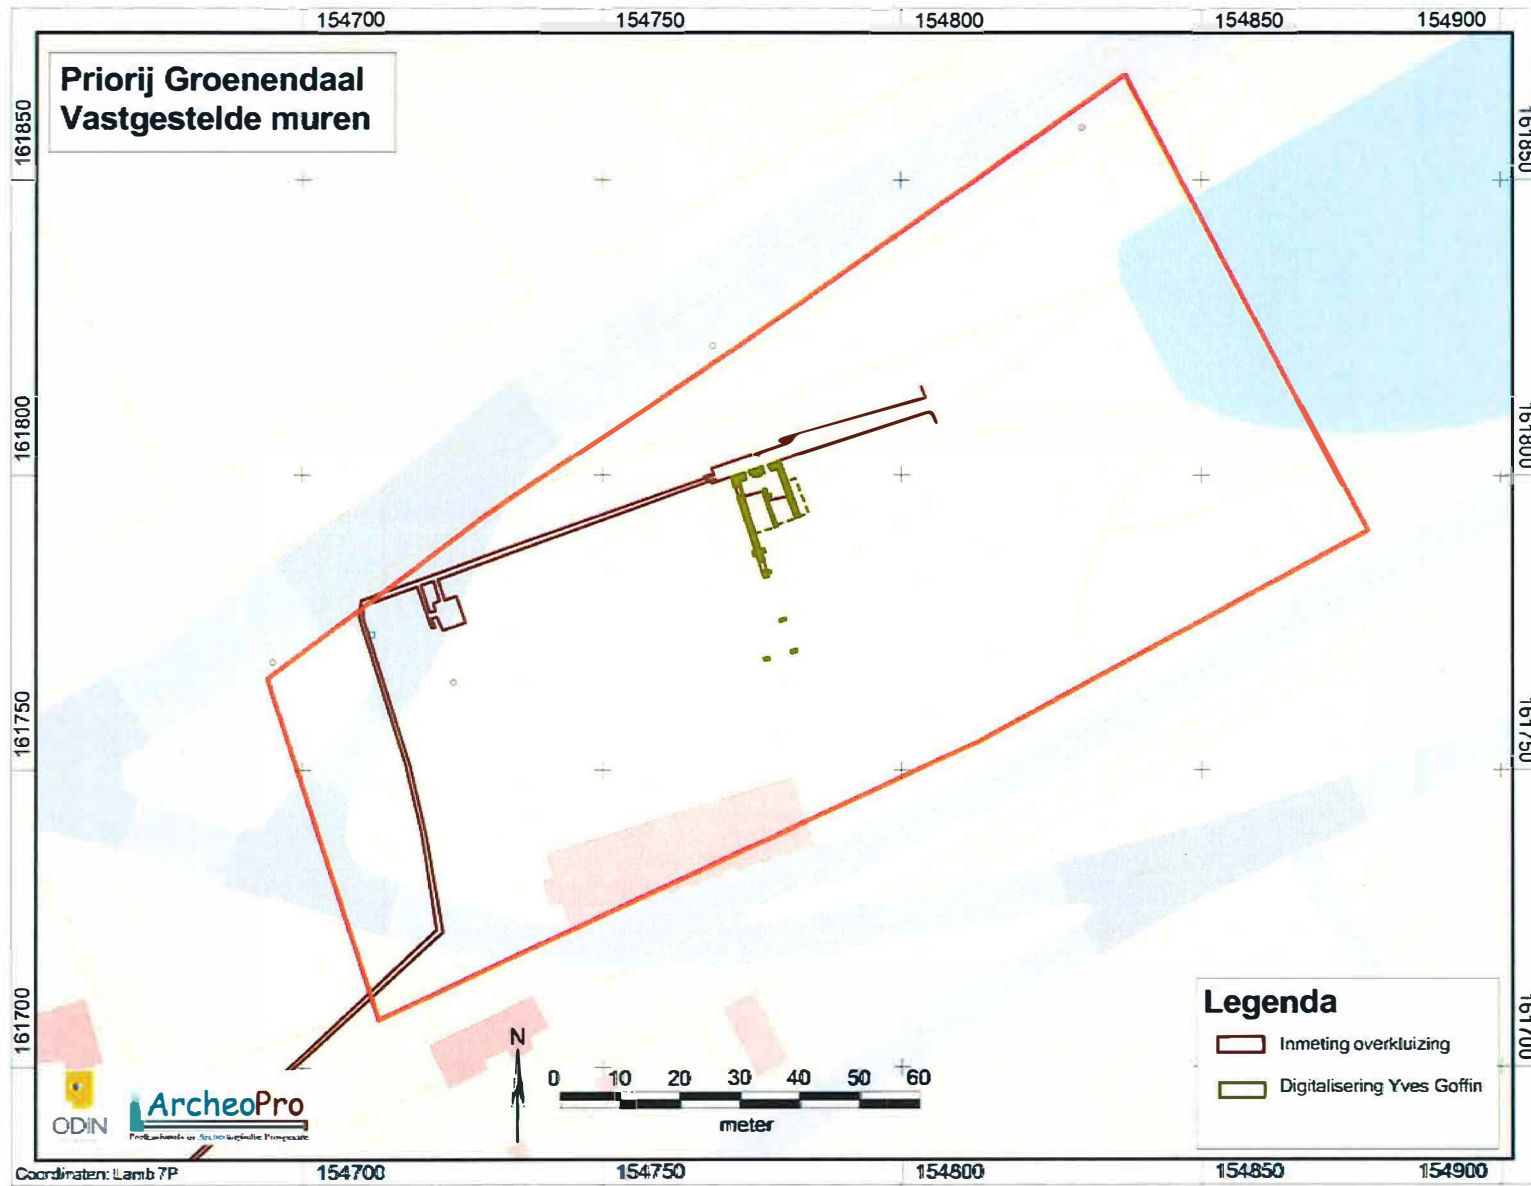 154700 154750 154800 154850 154900
Priorij Groenendaal
Vastgestelde muren
161850 161850
161800 161800
161750 161750
161700 161700
Legenda
Inmeting overkluizing
Digitalisering Yves Goffin
N
0 10 20 30 40 50 60
meter
ODIN
ArcheoPro
Coordinaten: Lamb 7P
154700 154750 154800 154850 154900